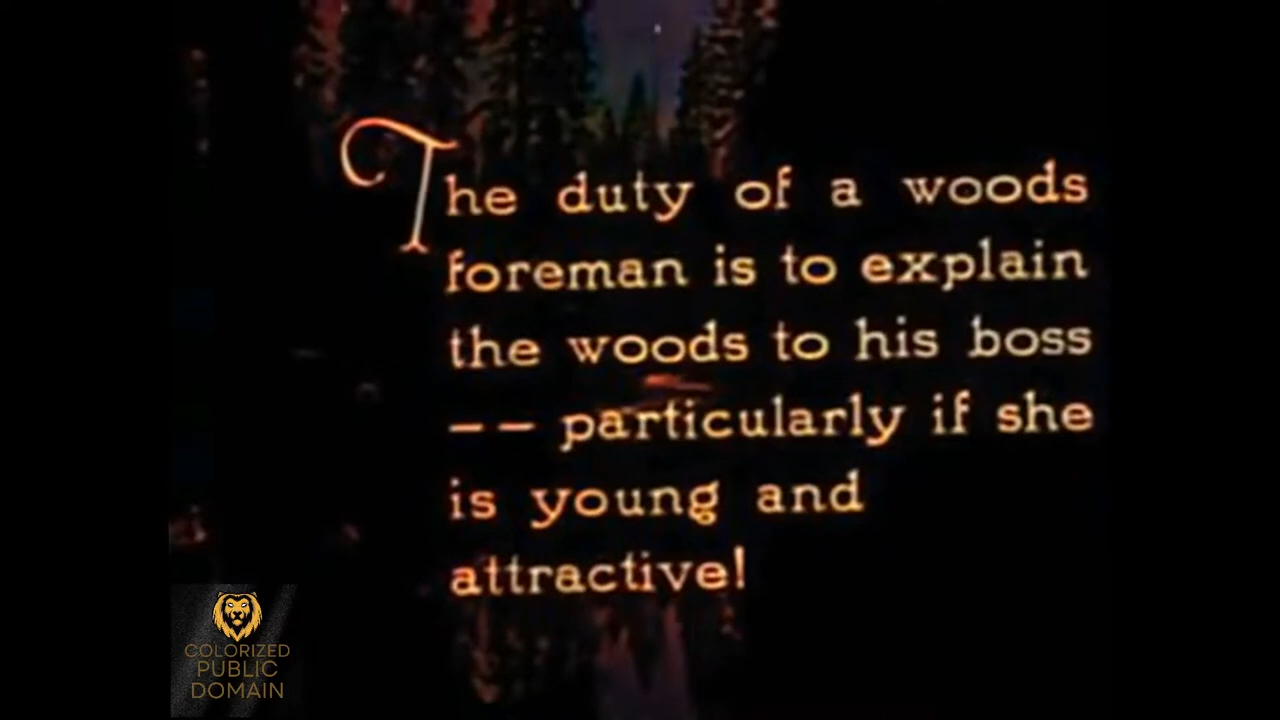 The duty of a woods
foreman is to explain
the woods to his boss
-- particularly if she
is young and
attractive!
COLORIZED
PUBLIC
DOMAIN